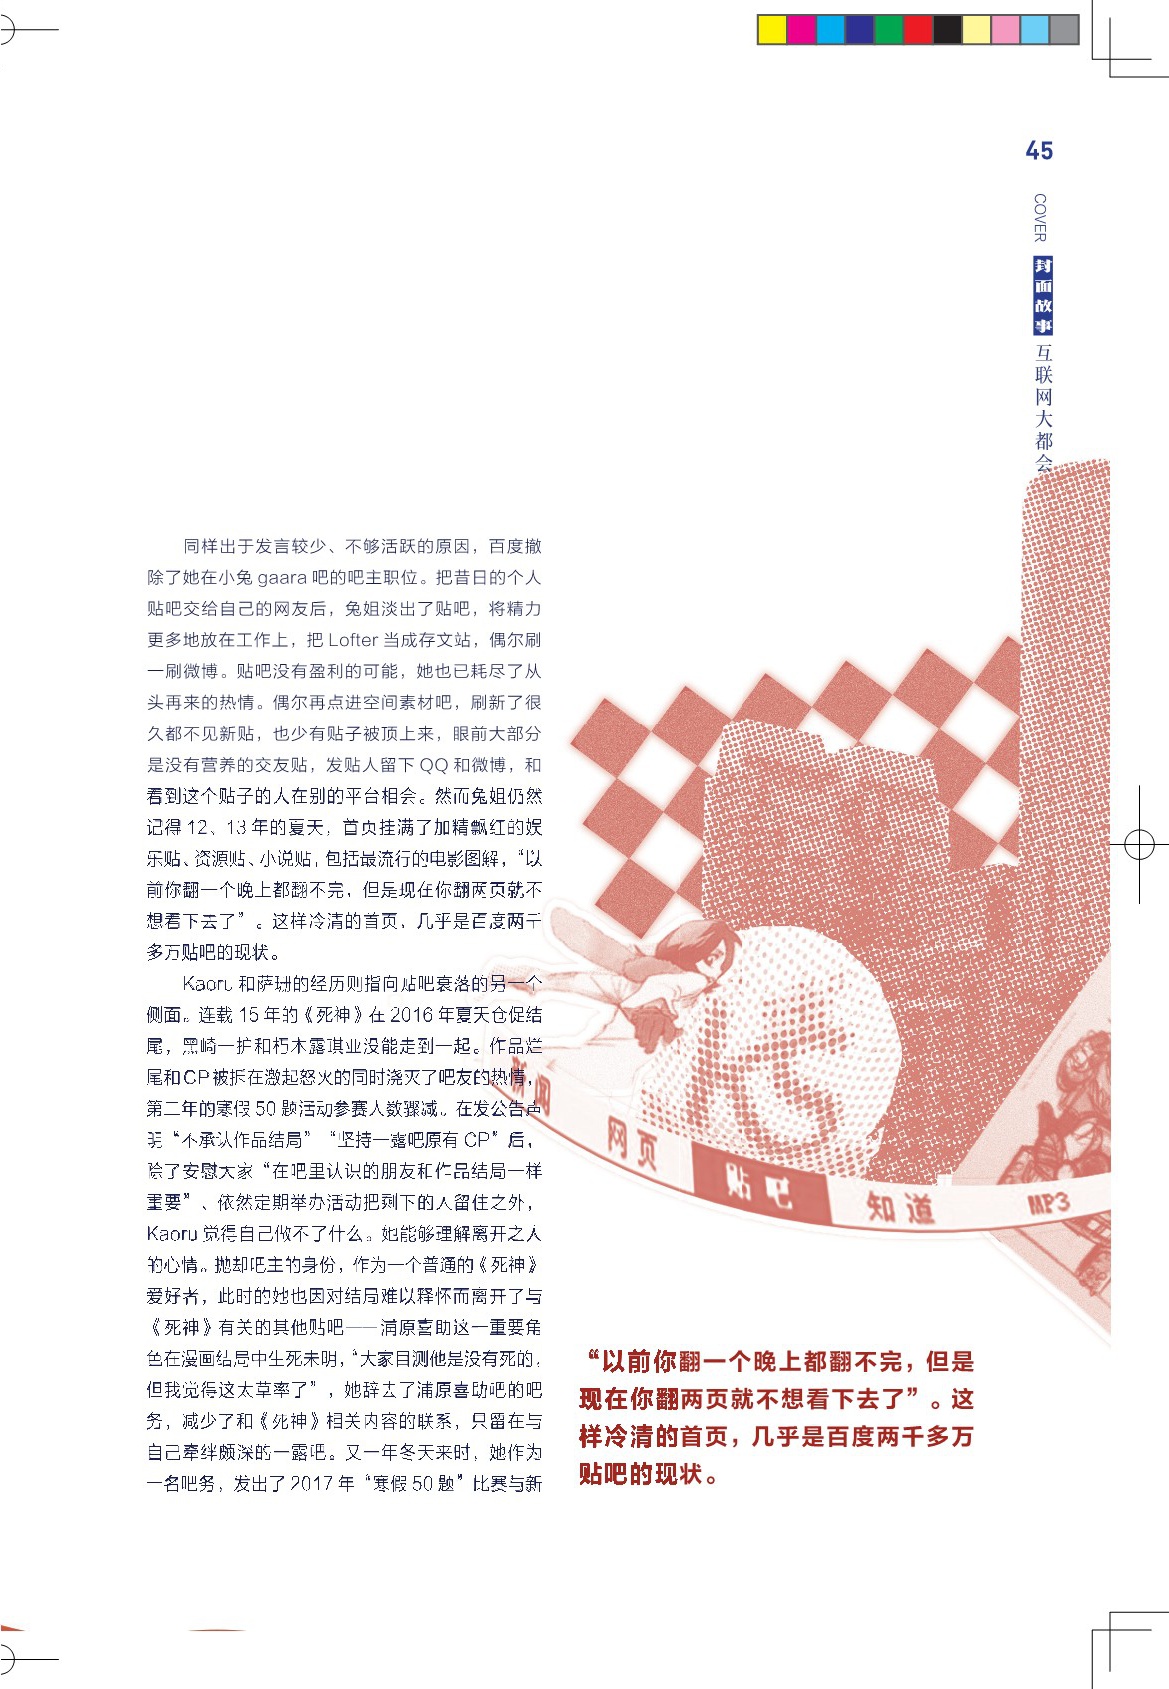 45
COVER
封面故事
互联网大都会
同样出于发言较少、不够活跃的原因，百度撤
除了她在小兔 gaara 吧的吧主职位。把昔日的个人
贴吧交给自己的网友后，兔姐淡出了贴吧，将精力
更多地放在工作上，把 Lofter 当成存文站，偶尔刷
一刷微博。贴吧没有盈利的可能，她也已耗尽了从
头再来的热情。偶尔再点进空间素材吧，刷新了很
久都不见新贴，也少有贴子被顶上来，眼前大部分
是没有营养的交友贴，发贴人留下 QQ 和微博，和
看到这个贴子的人在别的平台相会。然而兔姐仍然
记得 12、13 年的夏天，首页挂满了加精飘红的娱
乐贴、资源贴、小说贴，包括最流行的电影图解，“以
前你翻一个晚上都翻不完，但是现在你翻两页就不
想看下去了”。这样冷清的首页，几乎是百度两千
多万贴吧的现状。
Kaoru 和萨珊的经历则指向贴吧衰落的另一个
侧面。连载 15 年的《死神》在 2016 年夏天仓促结
尾，黑崎一护和朽木露琪亚没能走到一起。作品烂
尾和 CP 被拆在激起怒火的同时浇灭了吧友的热情，
第二年的寒假 50 题活动参赛人数骤减。在发公告声
明“不承认作品结局”“坚持一露吧原有 CP”后，
除了安慰大家“在吧里认识的朋友和作品结局一样
重要”、依然定期举办活动把剩下的人留住之外，
Kaoru 觉得自己做不了什么。她能够理解离开之人
的心情。抛却吧主的身份，作为一个普通的《死神》
爱好者，此时的她也因对结局难以释怀而离开了与
《死神》有关的其他贴吧——浦原喜助这一重要角
色在漫画结局中生死未明，“大家目测他是没有死的，
但我觉得这太草率了”，她辞去了浦原喜助吧的吧
务，减少了和《死神》相关内容的联系，只留在与
自己牵绊颇深的一露吧。又一年冬天来时，她作为
一名吧务，发出了 2017 年“寒假 50 题”比赛与新
新闻
网页
贴吧
知道
MP3
“以前你翻一个晚上都翻不完，但是
现在你翻两页就不想看下去了”。这
样冷清的首页，几乎是百度两千多万
贴吧的现状。